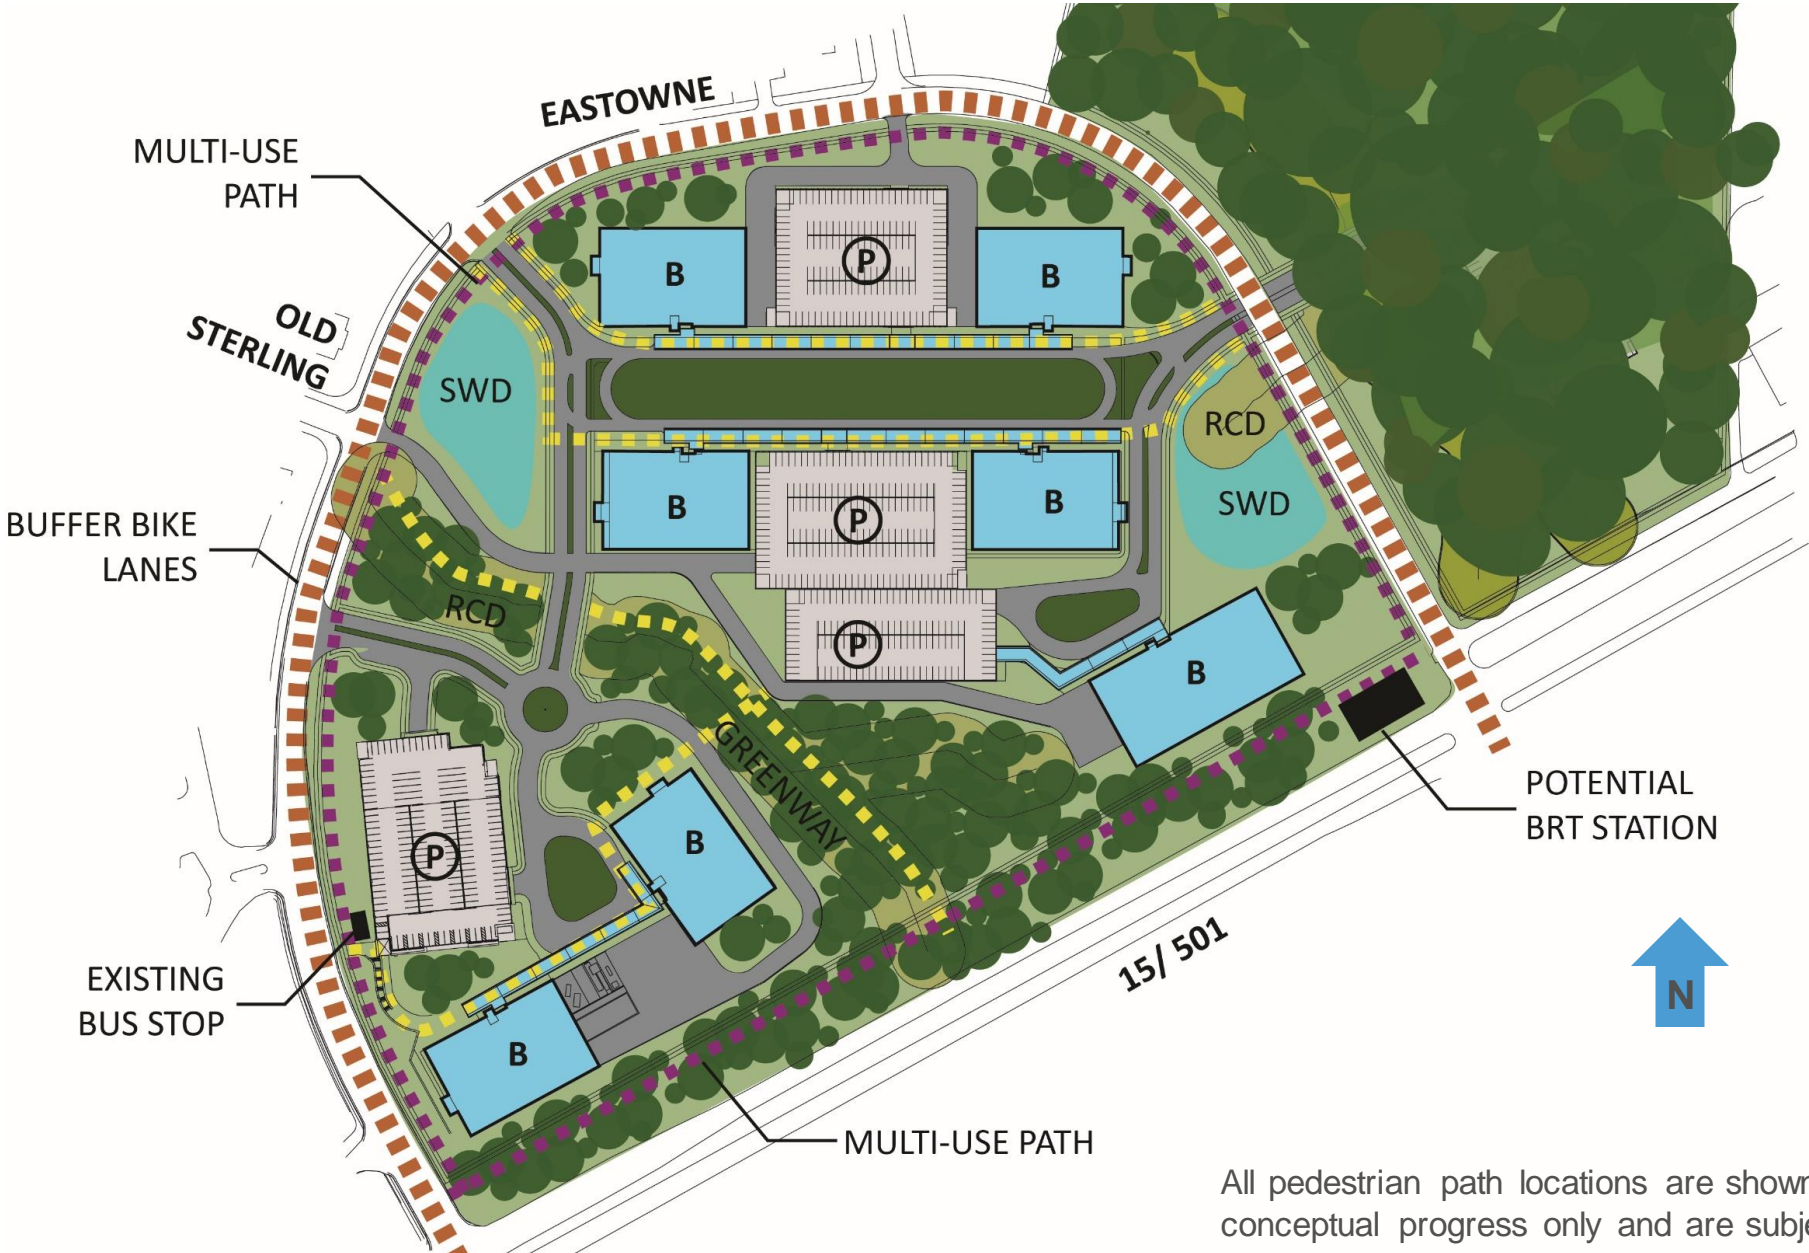 EASTOWNE
MULTI-USE
PATH
OLD
STERLING
B
P
B
SWD
RCD
B
P
B
SWD
BUFFER BIKE
LANES
RCD
P
B
GREENWAY
POTENTIAL
BRT STATION
B
P
15/ 501
EXISTING
BUS STOP
N
B
MULTI-USE PATH
All pedestrian path locations are shown
conceptual progress only and are subje